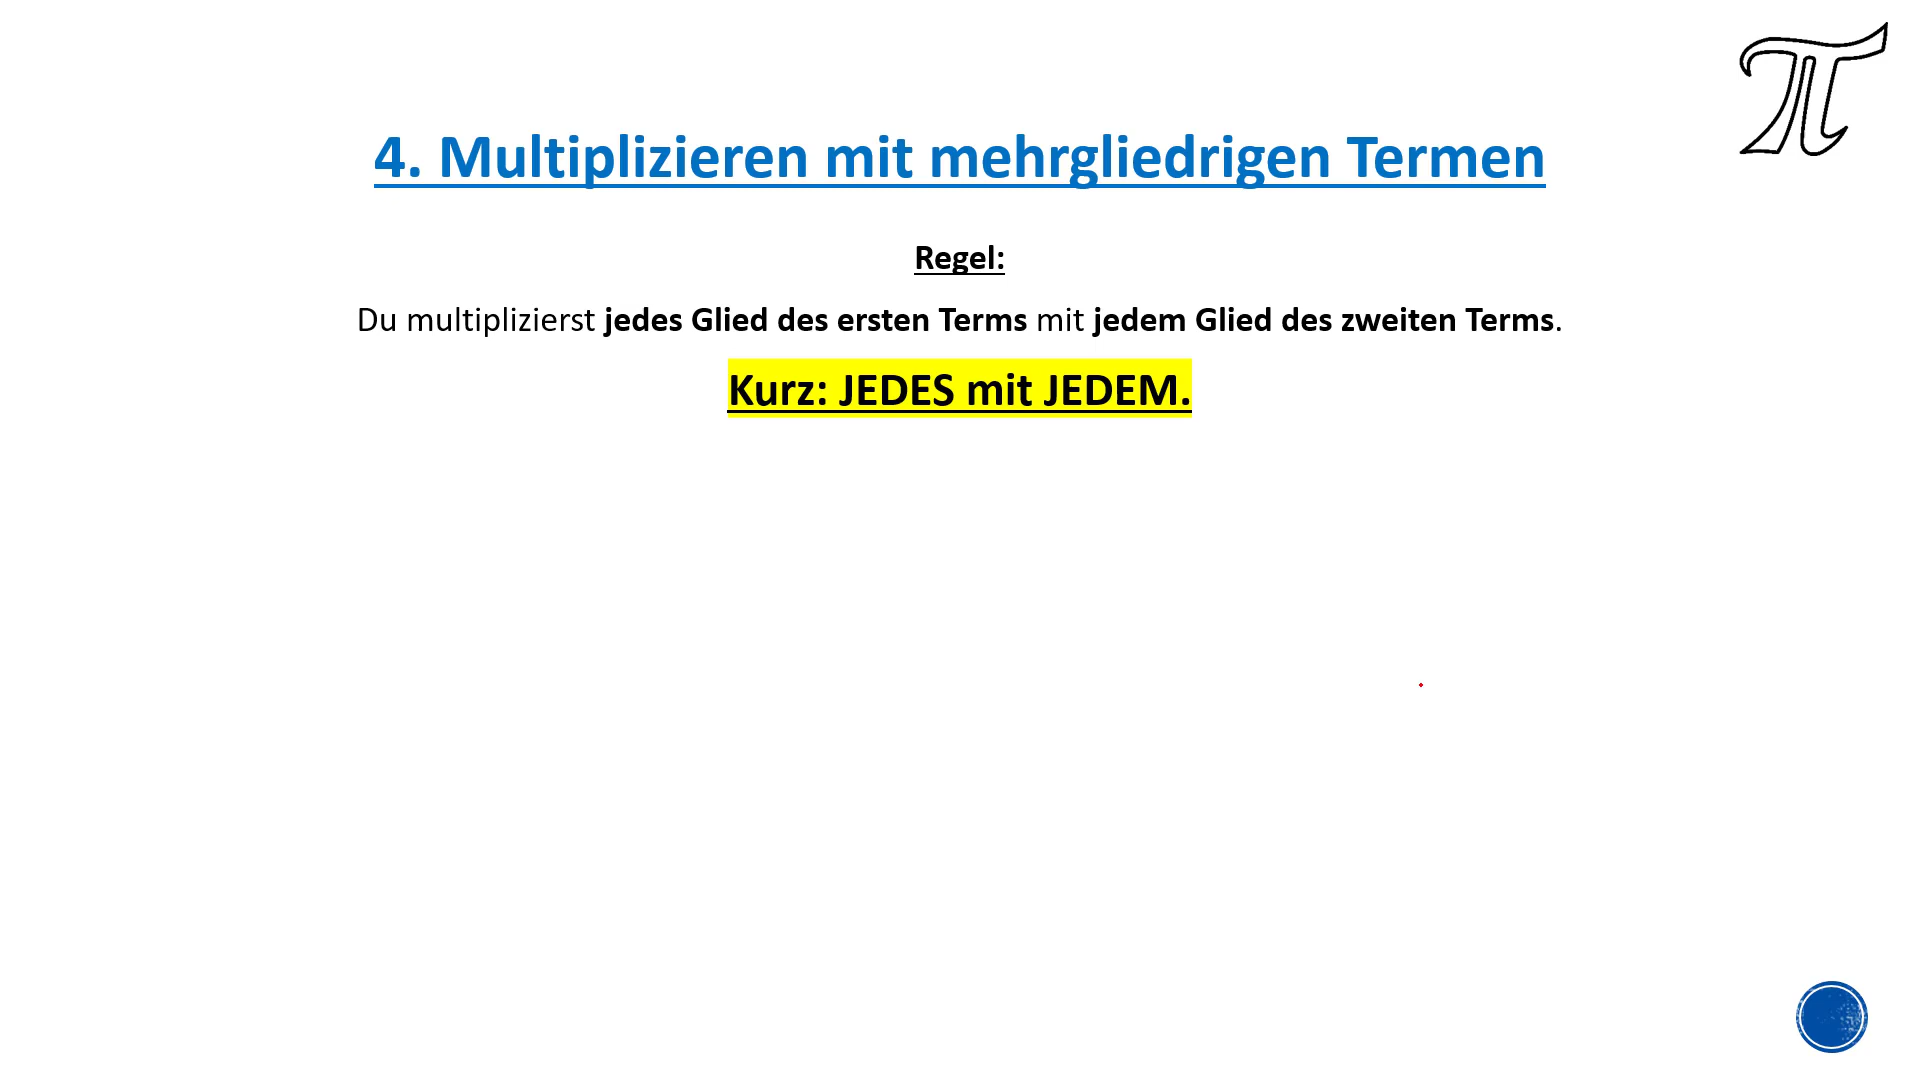 4. Multiplizieren mit mehrgliedrigen Termen
Regel:
Du multiplizierst jedes Glied des ersten Terms mit jedem Glied des zweiten Terms.
Kurz: JEDES mit JEDEM.